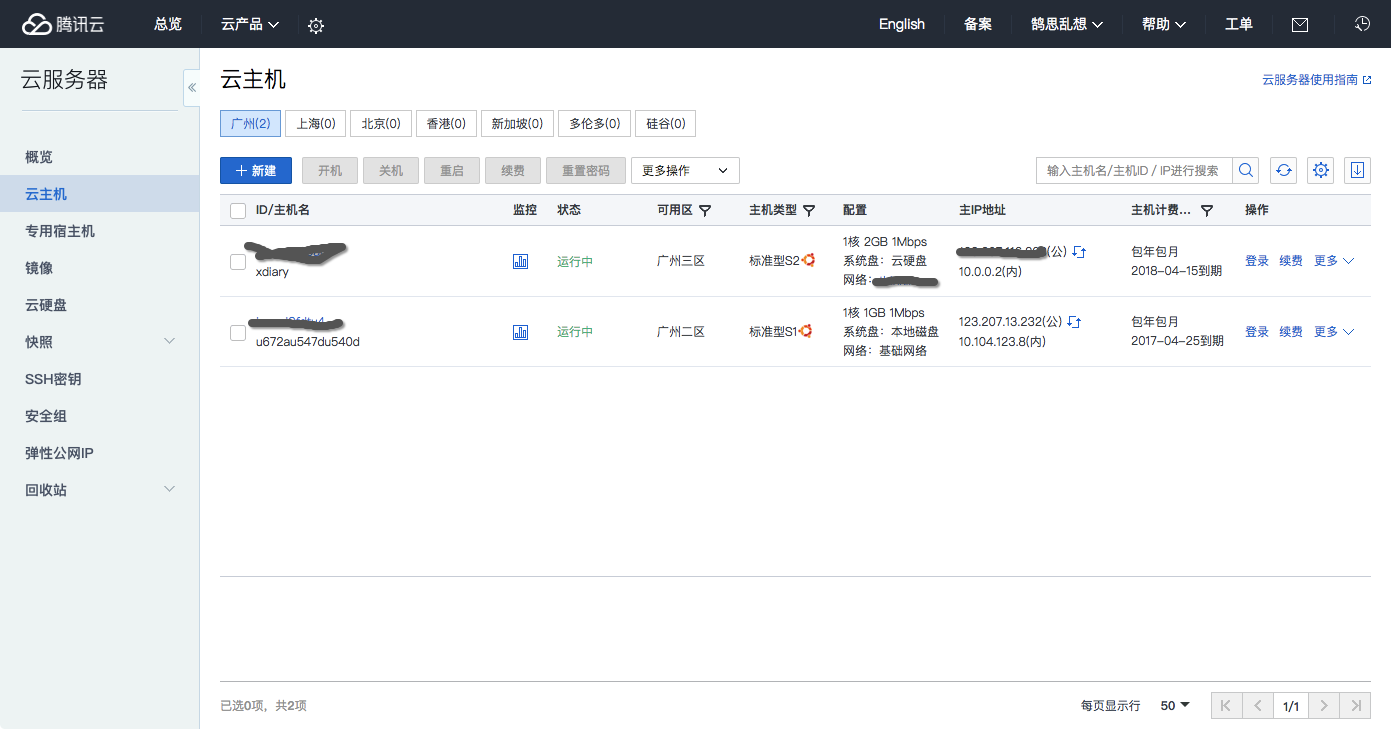 腾讯云 总览 云产品 English 备案 鹄思乱想 帮助 工单
云服务器
概览
云主机
专用宿主机
镜像
云硬盘
快照
SSH密钥
安全组
弹性公网IP
回收站
云主机
云服务器使用指南
广州(2) 上海(0) 北京(0) 香港(0) 新加坡(0) 多伦多(0) 硅谷(0)
+ 新建 开机 关机 重启 续费 重置密码 更多操作 输入主机名/主机ID / IP进行搜索
ID/主机名 监控 状态 可用区 主机类型 配置 主IP地址 主机计费... 操作
xdiary
运行中
广州三区
标准型S2
1核 2GB 1Mbps
系统盘：云硬盘
网络：
(公)
10.0.0.2(内)
包年包月
2018-04-15到期
登录 续费 更多
u672au547du540d
运行中
广州二区
标准型S1
1核 1GB 1Mbps
系统盘：本地磁盘
网络：基础网络
123.207.13.232(公)
10.104.123.8(内)
包年包月
2017-04-25到期
登录 续费 更多
已选0项，共2项 每页显示行 50 1/1